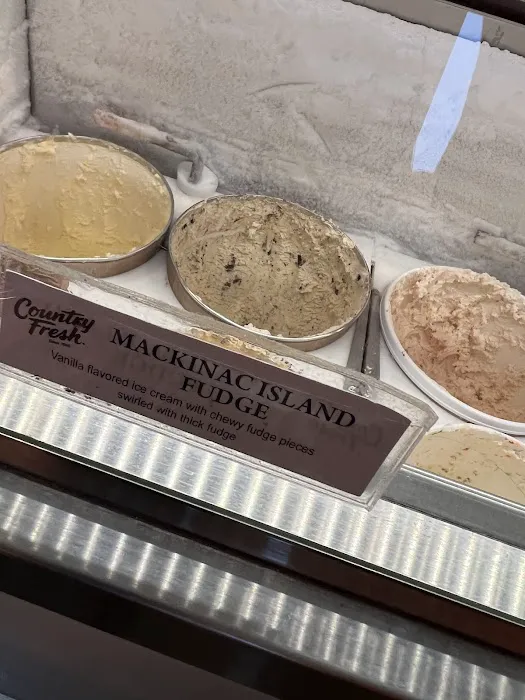 Country
Fresh
MACKINAC ISLAND
FUDGE
Vanilla flavored ice cream with chewy fudge pieces
swirled with thick fudge